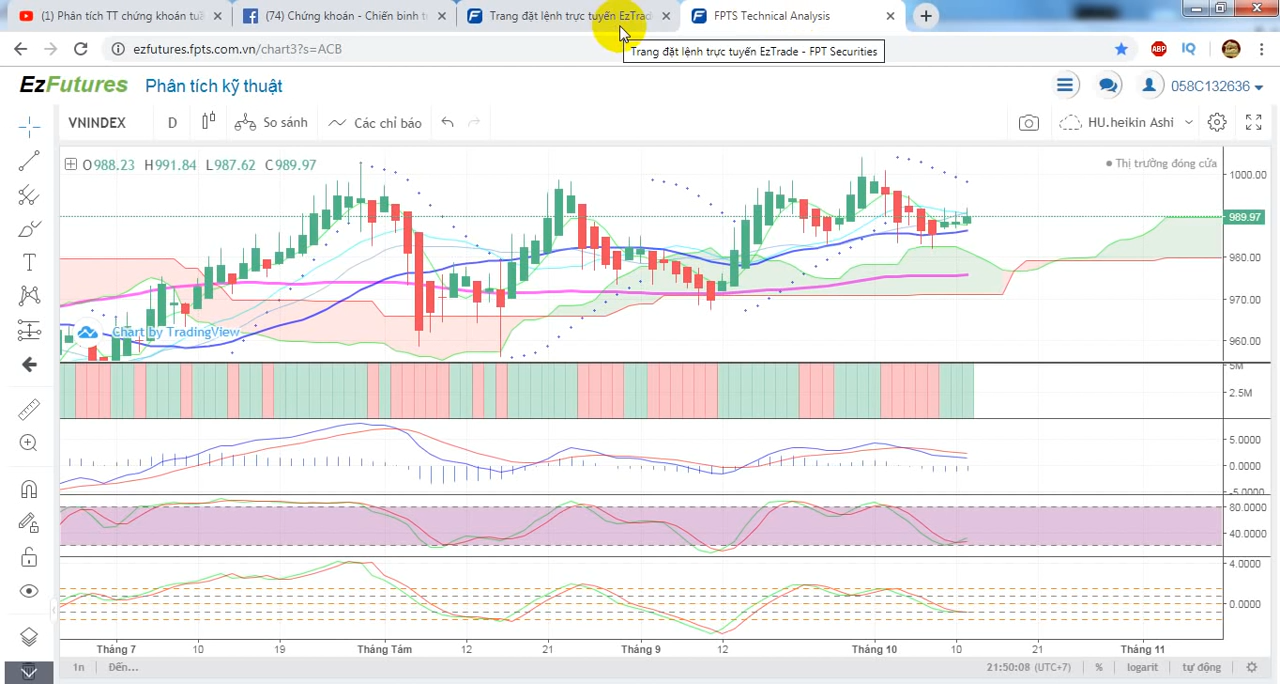 (1) Phân tích TT chứng khoán tuầ
(74) Chứng khoán - Chiến binh t
Trang đặt lệnh trực tuyến EzTrad
FPTS Technical Analysis
ezfutures.fpts.com.vn/chart3?s=ACB
ABP
IQ
Trang đặt lệnh trực tuyến EzTrade - FPT Securities
EzFutures
Phân tích kỹ thuật
058C132636
VNINDEX
D
So sánh
Các chỉ báo
HU.heikin Ashi
O988.23 H991.84 L987.62 C989.97
Thị trường đóng cửa
1000.00
989.97
980.00
970.00
960.00
Chart by TradingView
5M
2.5M
5.0000
0.0000
-5.0000
80.0000
40.0000
4.0000
0.0000
Tháng 7 10 19 Tháng Tám 12 21 Tháng 9 12 Tháng 10 10 21 Tháng 11
1n Đến... 21:50:08 (UTC+7) % logarit tự động